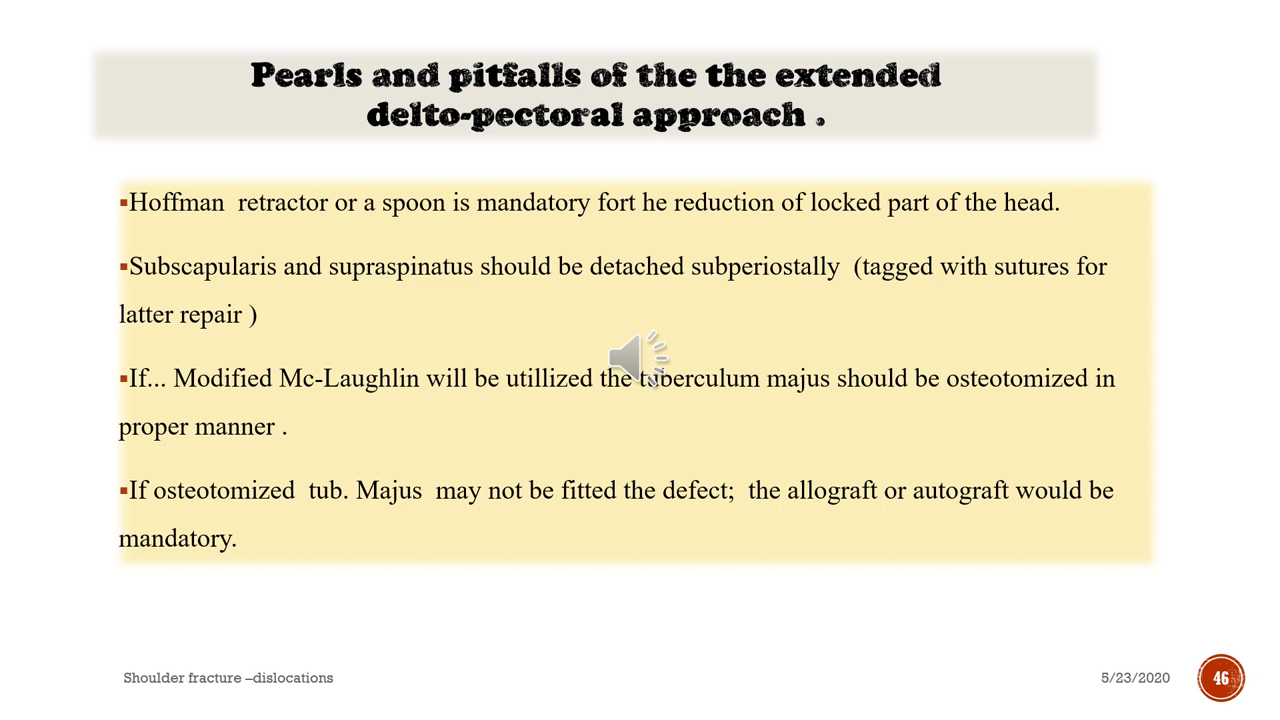 Pearls and pitfalls of the the extended
delto-pectoral approach .
▪Hoffman retractor or a spoon is mandatory fort he reduction of locked part of the head.
▪Subscapularis and supraspinatus should be detached subperiostally (tagged with sutures for
latter repair )
▪If... Modified Mc-Laughlin will be utillized the tuberculum majus should be osteotomized in
proper manner .
▪If osteotomized tub. Majus may not be fitted the defect; the allograft or autograft would be
mandatory.
Shoulder fracture –dislocations
5/23/2020
46